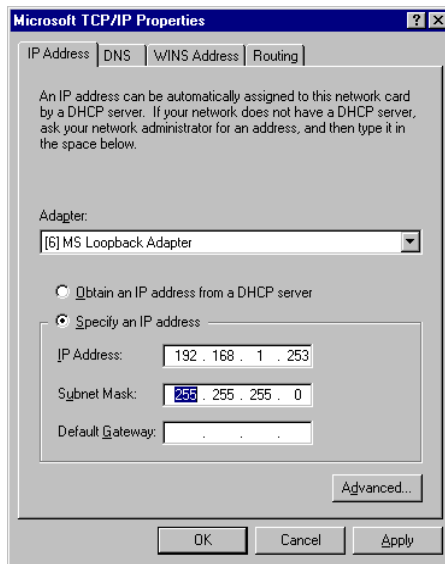 Microsoft TCP/IP Properties
IP Address DNS WINS Address Routing
An IP address can be automatically assigned to this network card
by a DHCP server. If your network does not have a DHCP server,
ask your network administrator for an address, and then type it in
the space below.
Adapter:
[6] MS Loopback Adapter
Obtain an IP address from a DHCP server
Specify an IP address
IP Address: 192 . 168 . 1 . 253
Subnet Mask: 255 . 255 . 255 . 0
Default Gateway: . . .
Advanced...
OK Cancel Apply